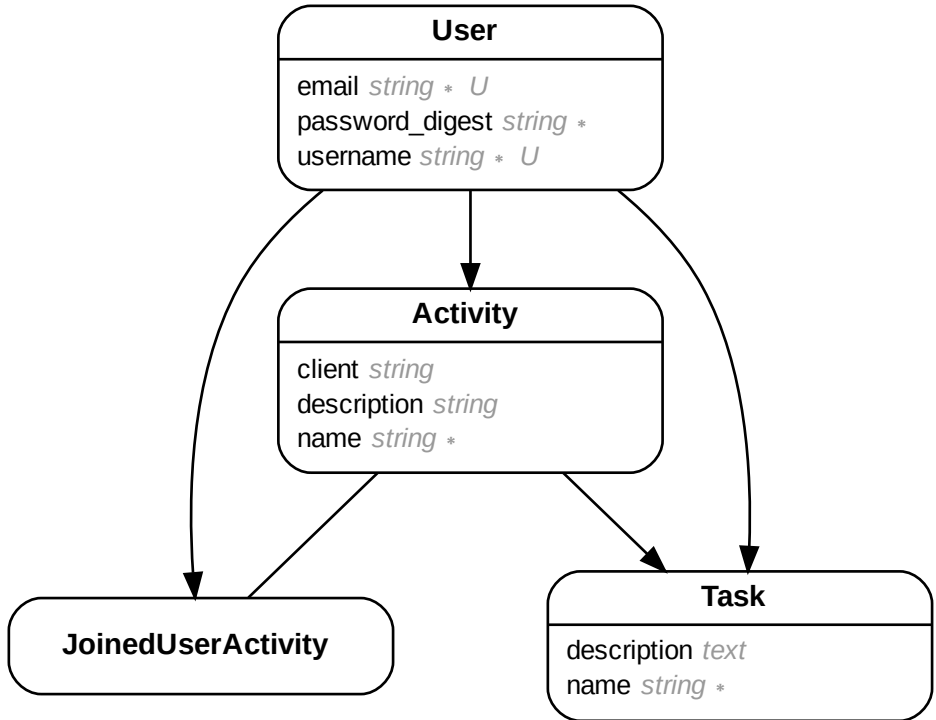 User
email string * U
password_digest string *
username string * U
Activity
client string
description string
name string *
JoinedUserActivity
Task
description text
name string *